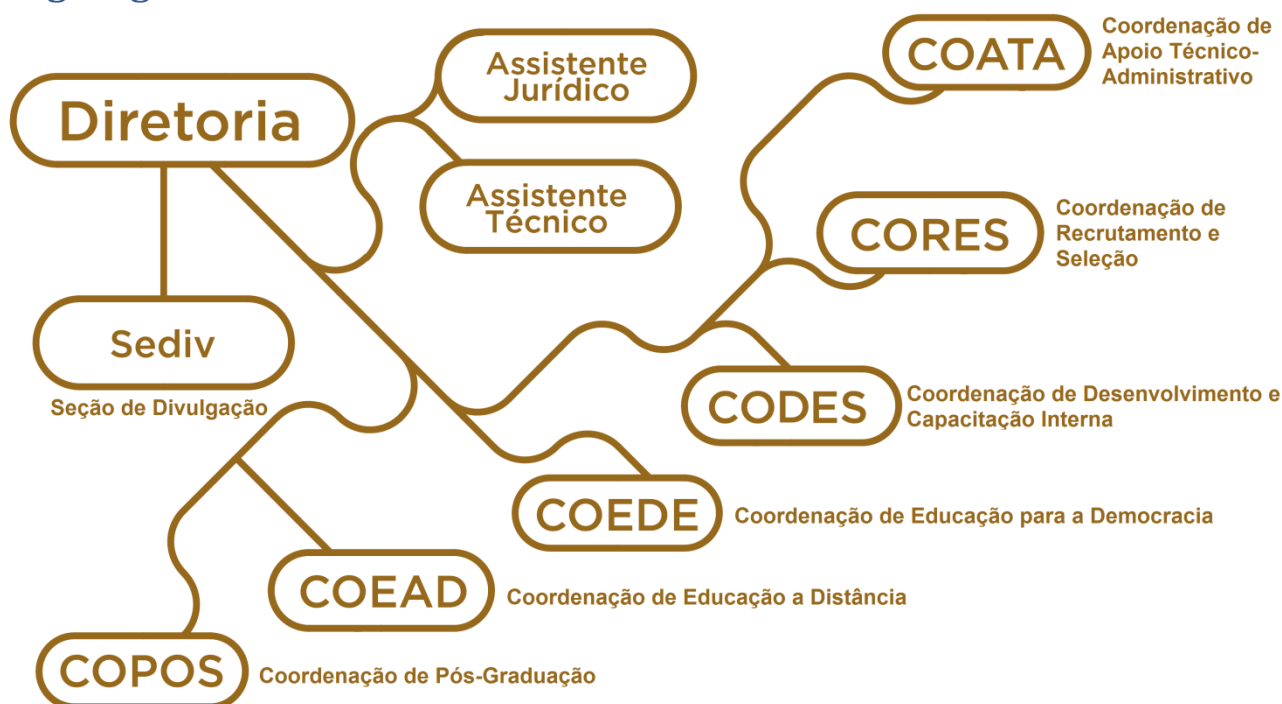 Diretoria
Assistente
Jurídico
Assistente
Técnico
COATA
Coordenação de
Apoio Técnico-
Administrativo
CORES
Coordenação de
Recrutamento e
Seleção
Sediv
Seção de Divulgação
CODES
Coordenação de Desenvolvimento e
Capacitação Interna
COEDE
Coordenação de Educação para a Democracia
COEAD
Coordenação de Educação a Distância
COPOS
Coordenação de Pós-Graduação